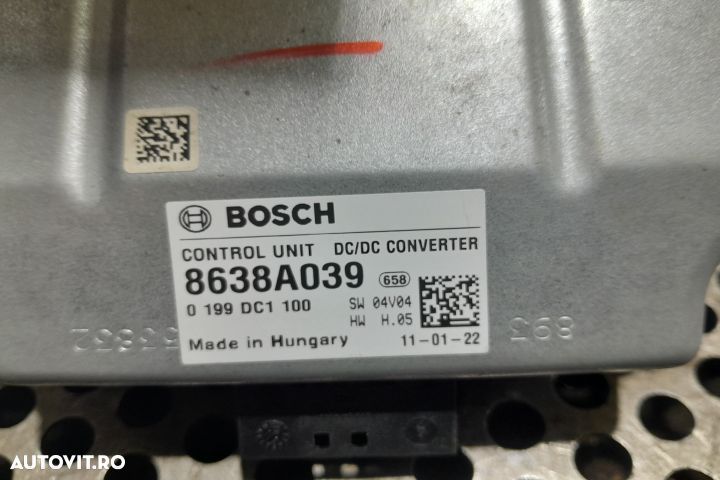 BOSCH
CONTROL UNIT DC/DC CONVERTER
8638A039 658
0 199 DC1 100 SW 04V04
HW H.05
Made in Hungary 11-01-22
893
AUTOVIT.RO